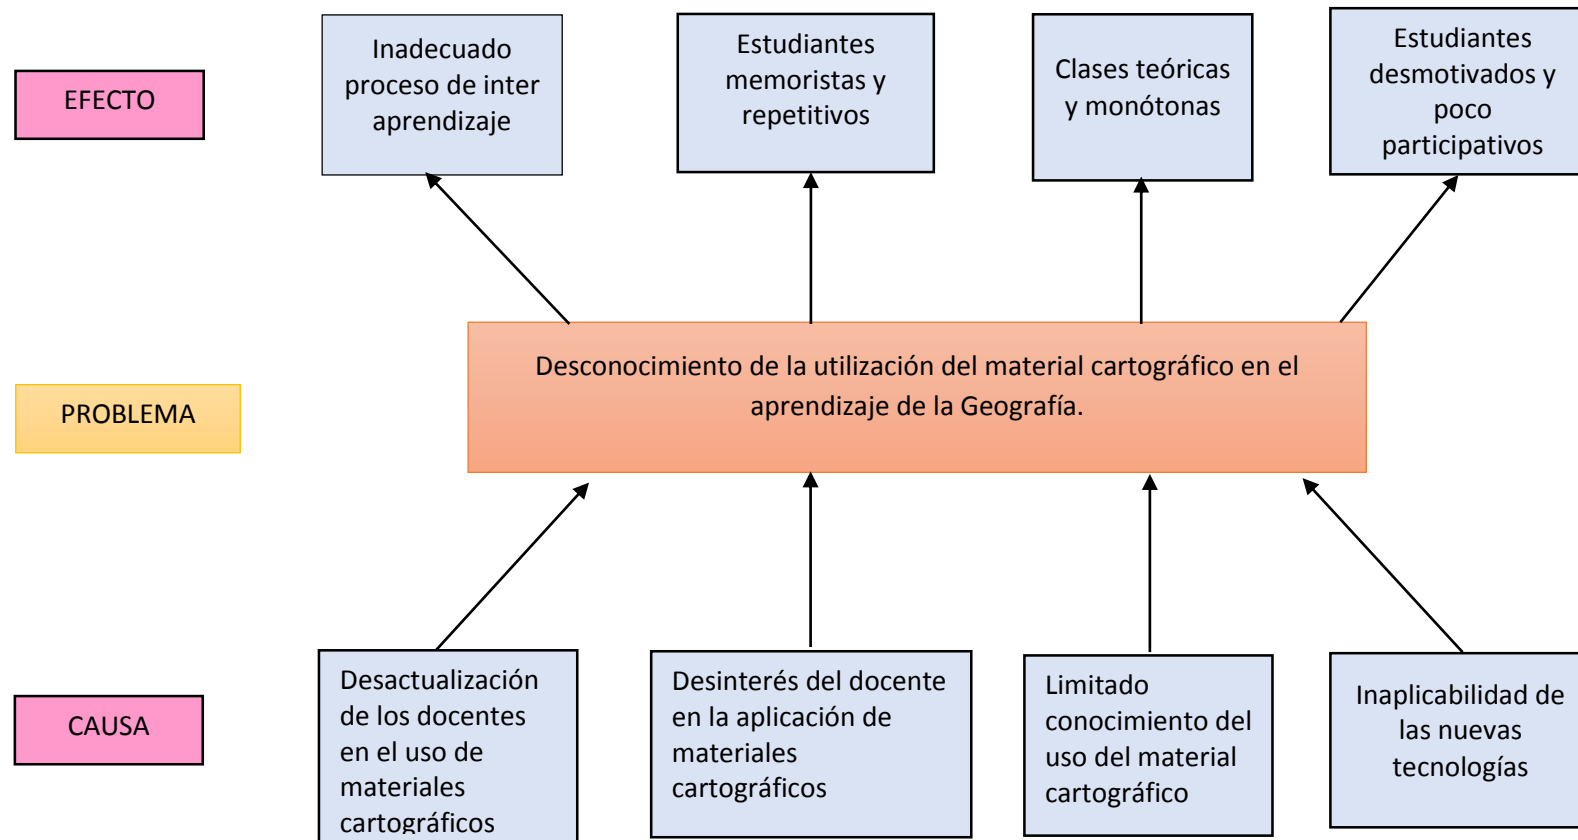 EFECTO
Inadecuado
proceso de inter
aprendizaje
Estudiantes
memoristas y
repetitivos
Clases teóricas
y monótonas
Estudiantes
desmotivados y
poco
participativos
PROBLEMA
Desconocimiento de la utilización del material cartográfico en el
aprendizaje de la Geografía.
CAUSA
Desactualización
de los docentes
en el uso de
materiales
cartográficos
Desinterés del docente
en la aplicación de
materiales
cartográficos
Limitado
conocimiento del
uso del material
cartográfico
Inaplicabilidad de
las nuevas
tecnologías